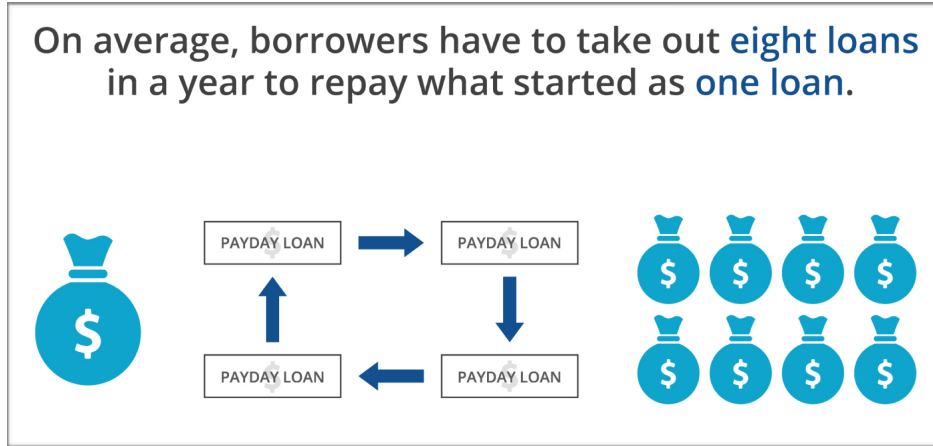 On average, borrowers have to take out eight loans
in a year to repay what started as one loan.
$
PAYDAY LOAN
$
PAYDAY LOAN
$
PAYDAY LOAN
$
PAYDAY LOAN
$
$ $ $ $
$ $ $ $